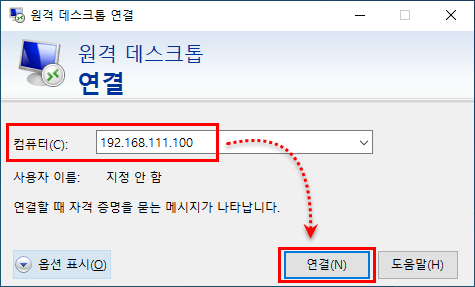 원격 데스크톱 연결
원격 데스크톱
연결
컴퓨터(C): 192.168.111.100
사용자 이름: 지정 안 함
연결할 때 자격 증명을 묻는 메시지가 나타납니다.
옵션 표시(O) 연결(N) 도움말(H)